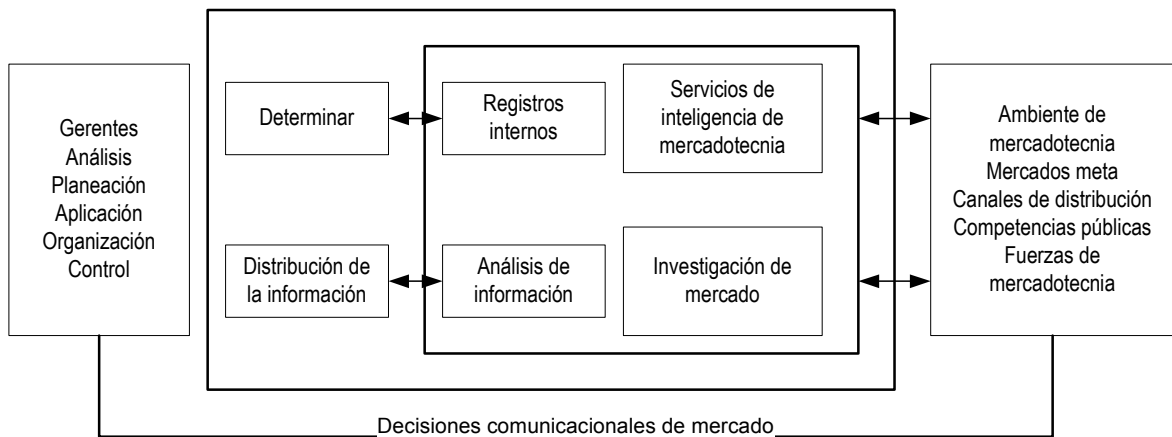 Gerentes
Análisis
Planeación
Aplicación
Organización
Control
Determinar
Distribución de
la información
Registros
internos
Análisis de
información
Servicios de
inteligencia de
mercadotecnia
Investigación de
mercado
Ambiente de
mercadotecnia
Mercados meta
Canales de distribución
Competencias públicas
Fuerzas de
mercadotecnia
Decisiones comunicacionales de mercado